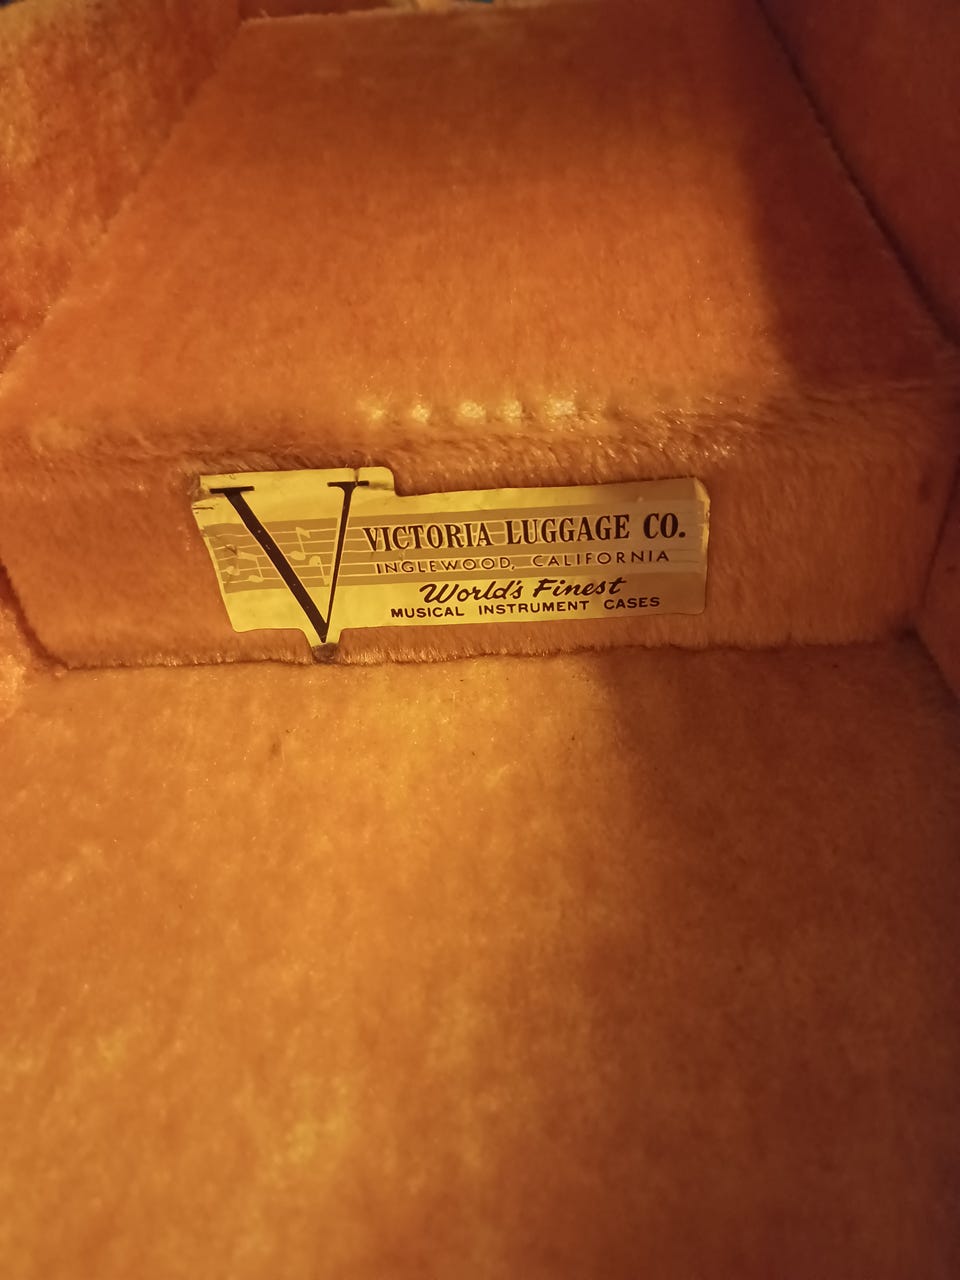 V
VICTORIA LUGGAGE CO.
INGLEWOOD, CALIFORNIA
World's Finest
MUSICAL INSTRUMENT CASES